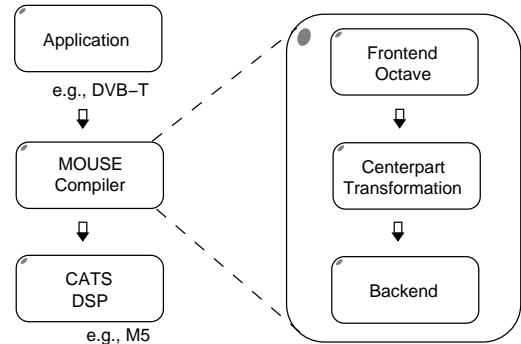 Application
e.g., DVB−T
MOUSE
Compiler
CATS
DSP
e.g., M5
Frontend
Octave
Centerpart
Transformation
Backend